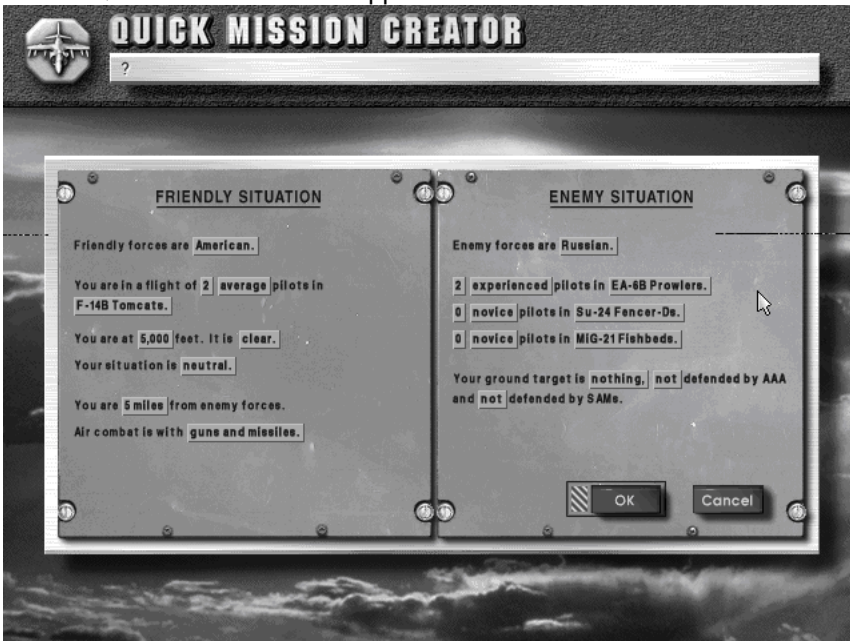 QUICK MISSION CREATOR
?
FRIENDLY SITUATION
Friendly forces are American.
You are in a flight of 2 average pilots in
F-14B Tomcats.
You are at 5,000 feet. It is clear.
Your situation is neutral.
You are 5 miles from enemy forces.
Air combat is with guns and missiles.
ENEMY SITUATION
Enemy forces are Russian.
2 experienced pilots in EA-6B Prowlers.
0 novice pilots in Su-24 Fencer-Ds.
0 novice pilots in MiG-21 Fishbeds.
Your ground target is nothing, not defended by AAA
and not defended by SAMs.
OK Cancel